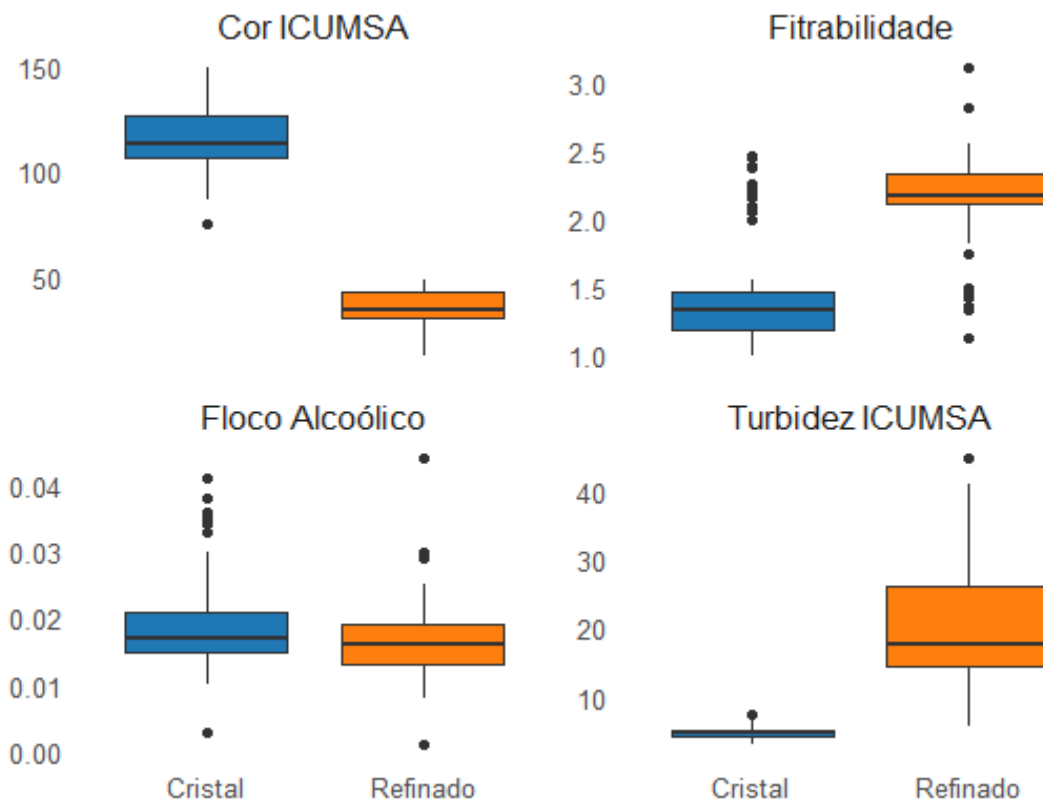 Cor ICUMSA
Fitrabilidade
150
100
50
3.0
2.5
2.0
1.5
1.0
Floco Alcoólico
Turbidez ICUMSA
0.04
0.03
0.02
0.01
0.00
40
30
20
10
Cristal
Refinado
Cristal
Refinado